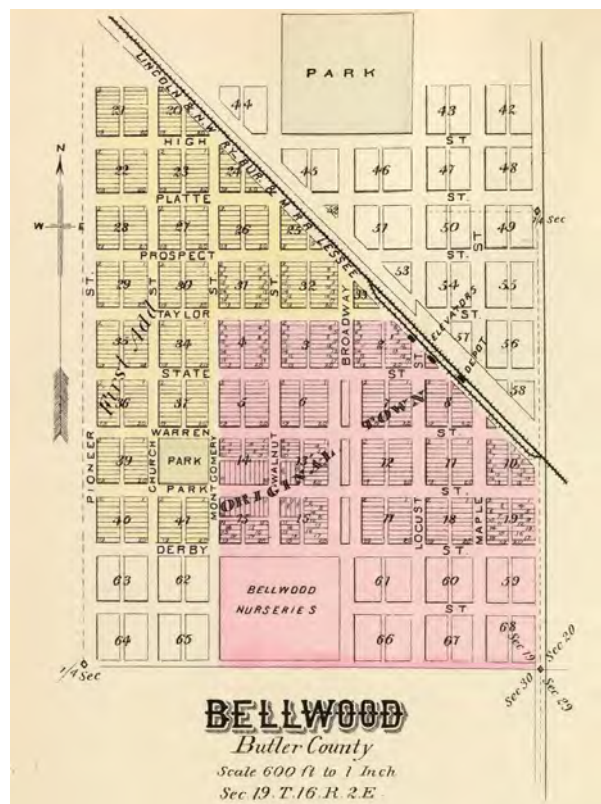 PARK
LINCOLN & N.W. RY.-BUR. & M.R.R. LESSEE
44
43
42
21
20
HIGH
ST
22
23
24
45
46
47
48
PLATTE
ST.
N
W
E
28
27
26
25
51
50
49
ST
1/4 Sec
PROSPECT
ST.
29
30
ST
31
ST
32
33
53
54
55
TAYLOR
ST.
First Add
BROADWAY
ELEVANORS
DEPOT
35
34
4
3
2
57
56
STATE
ST
ST
36
37
5
6
7
8
58
ORIGINAL TOWN
WARREN
ST.
PIONEER
CHURCH
MONTGOMERY
WALNUT
39
PARK
14
13
12
11
10
PARK
ST.
40
41
15
17
18
19
LOCUST
MAPLE
DERBY
ST.
63
62
BELLWOOD
NURSERIES
61
60
59
ST
64
65
66
67
68
1/4 Sec
Sec 19
Sec 20
Sec 30
Sec 29
BELLWOOD
Butler County
Scale 600 ft to 1 Inch
Sec 19. T. 16. R. 2. E